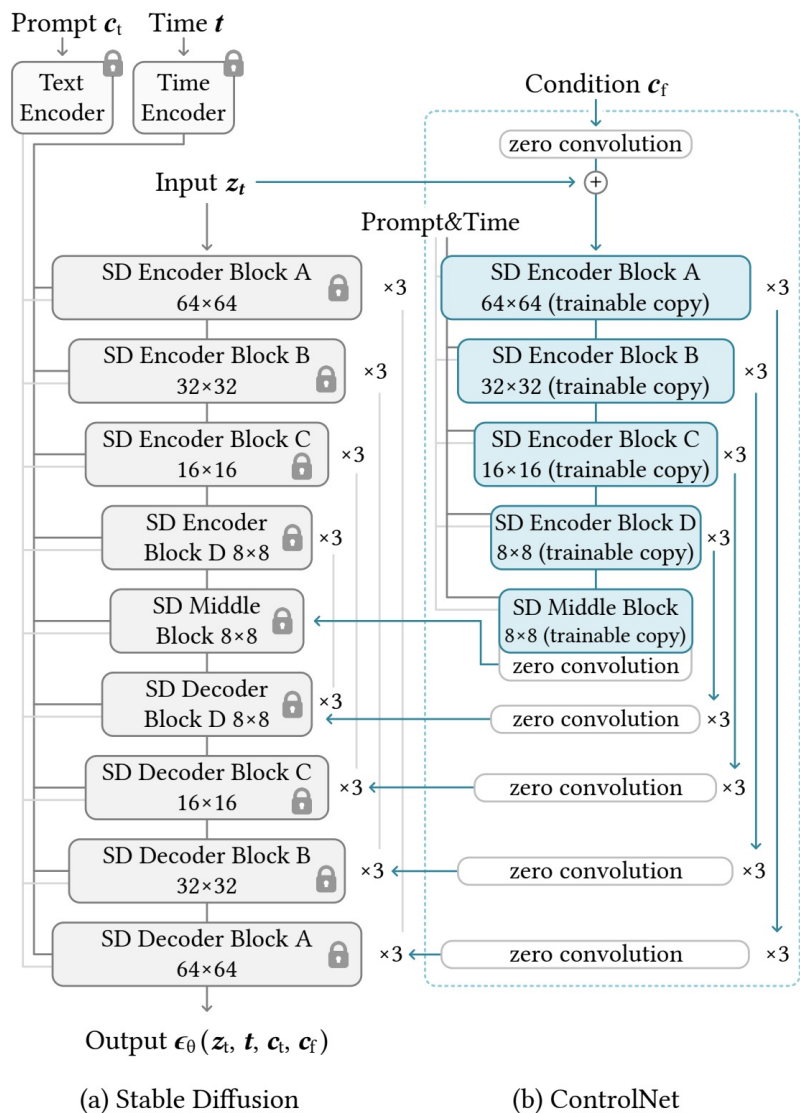 Prompt cₜ
Time t
Text
Encoder
Time
Encoder
Input zₜ
SD Encoder Block A
64×64
×3
SD Encoder Block B
32×32
×3
SD Encoder Block C
16×16
×3
SD Encoder
Block D 8×8
×3
SD Middle
Block 8×8
SD Decoder
Block D 8×8
×3
SD Decoder Block C
16×16
×3
SD Decoder Block B
32×32
×3
SD Decoder Block A
64×64
×3
Output ϵθ(zₜ, t, cₜ, c_f)
(a) Stable Diffusion
Condition c_f
zero convolution
+
Prompt&Time
SD Encoder Block A
64×64 (trainable copy)
×3
SD Encoder Block B
32×32 (trainable copy)
×3
SD Encoder Block C
16×16 (trainable copy)
×3
SD Encoder Block D
8×8 (trainable copy)
×3
SD Middle Block
8×8 (trainable copy)
zero convolution
zero convolution
×3
zero convolution
×3
zero convolution
×3
zero convolution
×3
(b) ControlNet